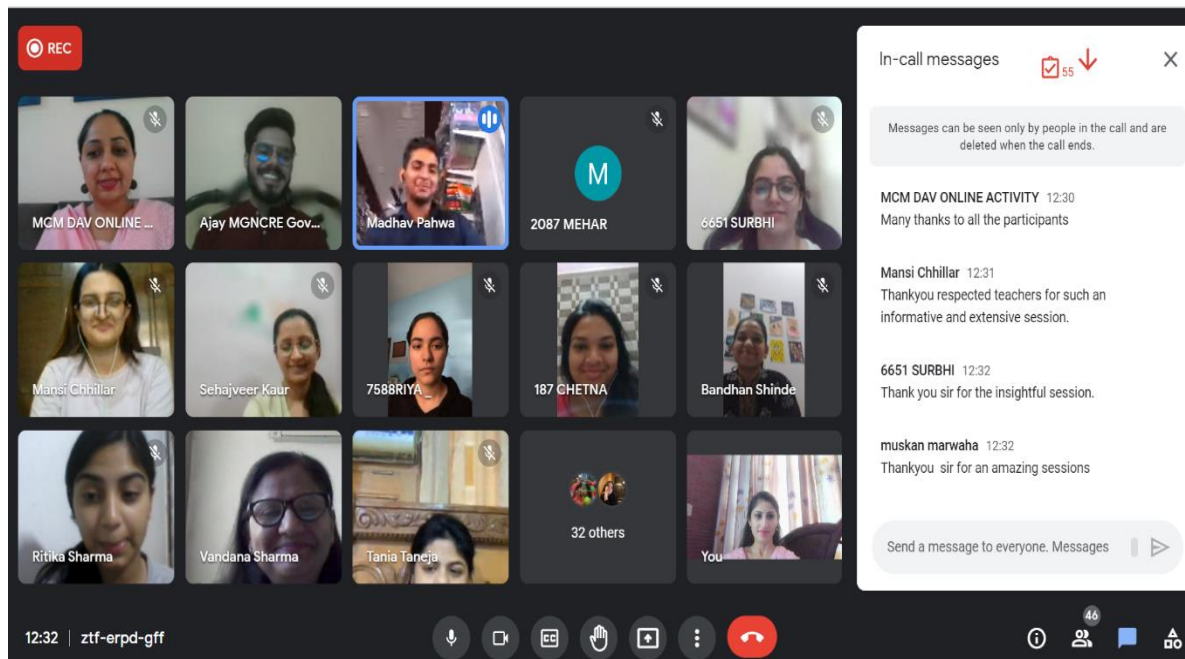 REC
MCM DAV ONLINE ...
Ajay MGNCRE Gov...
Madhav Pahwa
M
2087 MEHAR
6651 SURBHI
Mansi Chhillar
Sehajveer Kaur
7588RIYA_
187 CHETNA
Bandhan Shinde
Ritika Sharma
Vandana Sharma
Tania Taneja
32 others
You
12:32 | ztf-erpd-gff
In-call messages
55
Messages can be seen only by people in the call and are
deleted when the call ends.
MCM DAV ONLINE ACTIVITY 12:30
Many thanks to all the participants
Mansi Chhillar 12:31
Thankyou respected teachers for such an
informative and extensive session.
6651 SURBHI 12:32
Thank you sir for the insightful session.
muskan marwaha 12:32
Thankyou sir for an amazing sessions
Send a message to everyone. Messages
CC
46